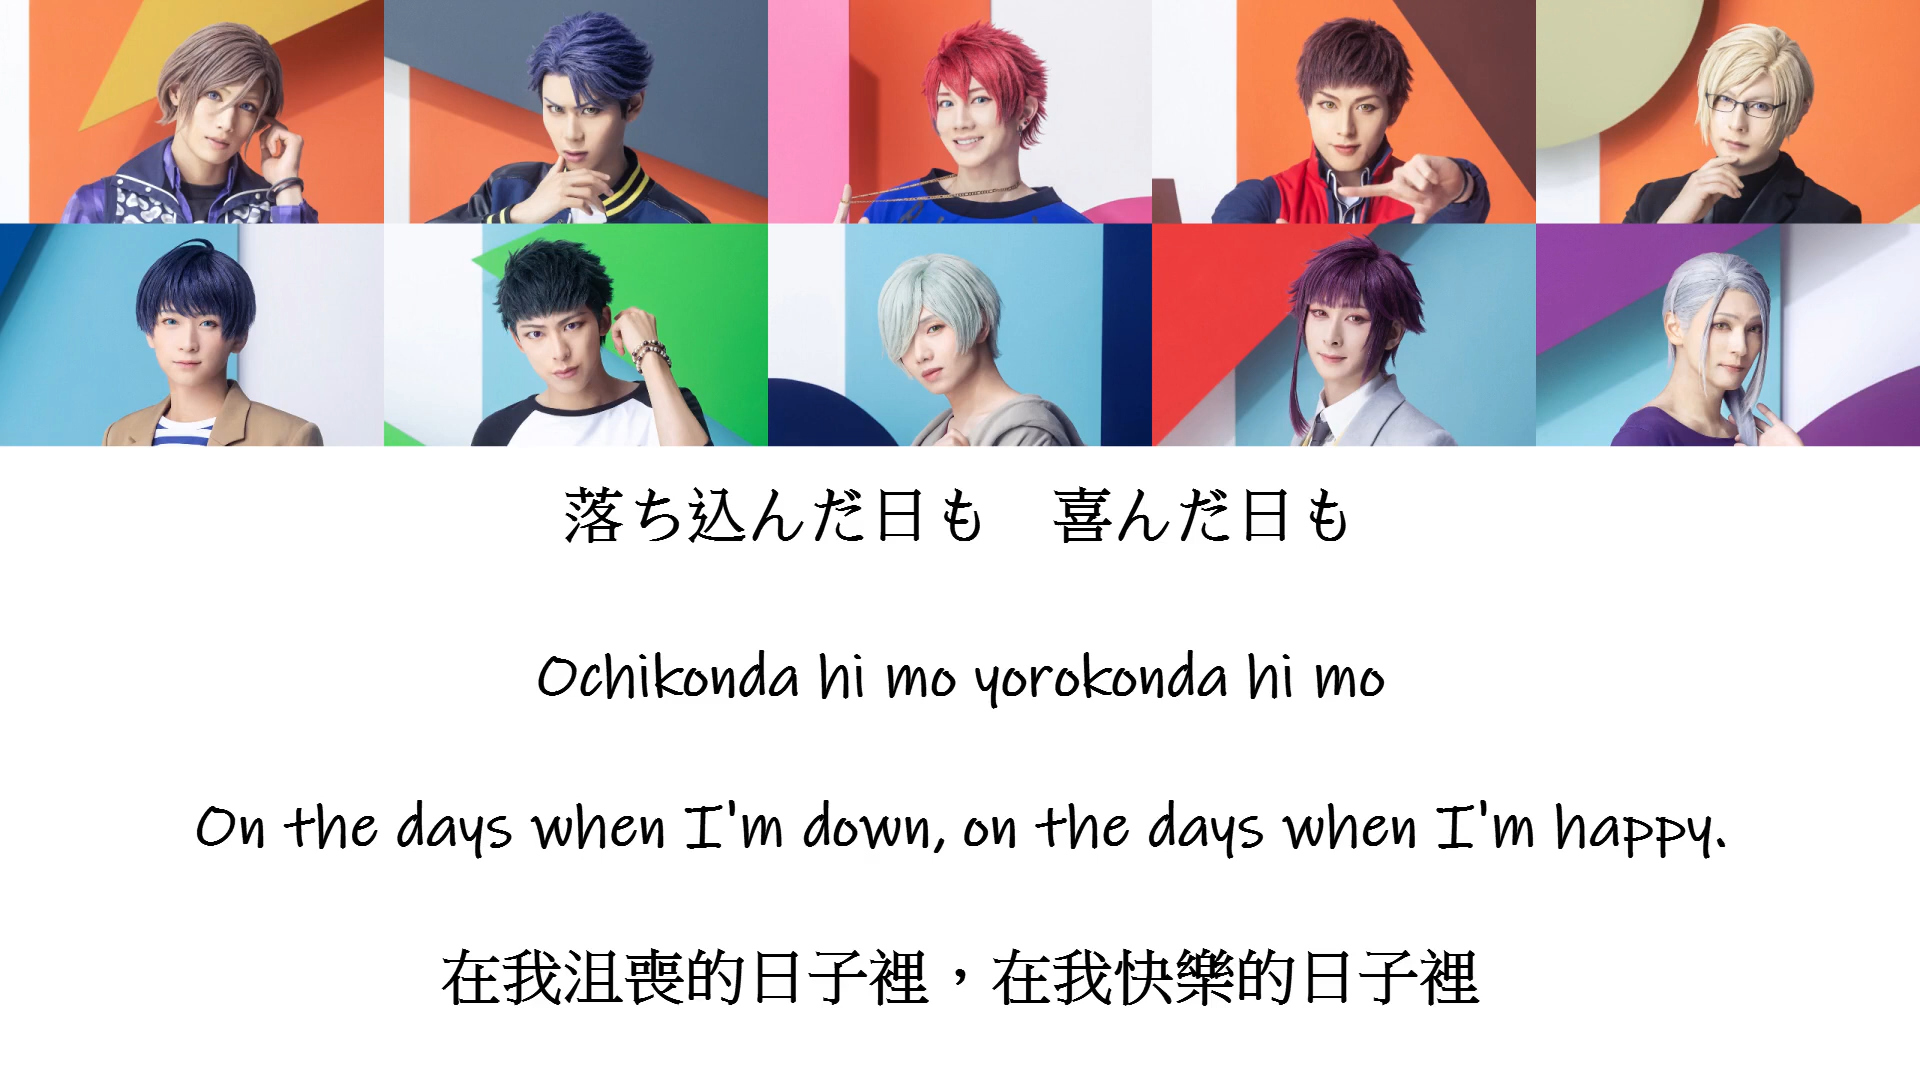 落ち込んだ日も　喜んだ日も
Ochikonda hi mo yorokonda hi mo
On the days when I'm down, on the days when I'm happy.
在我沮喪的日子裡，在我快樂的日子裡